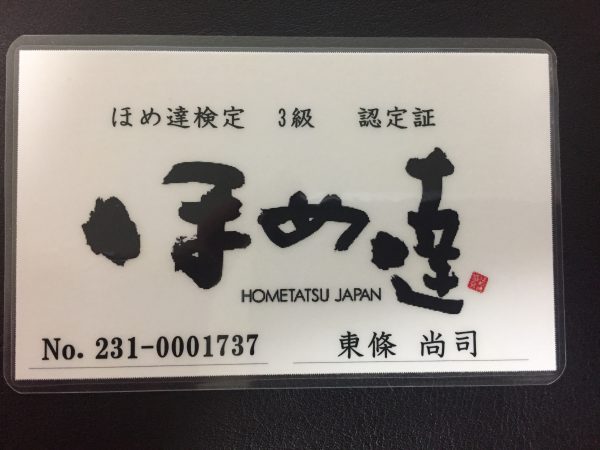 ほめ達検定 3級 認定証
ほめ達
HOMETATSU JAPAN
No. 231-0001737 東條 尚司